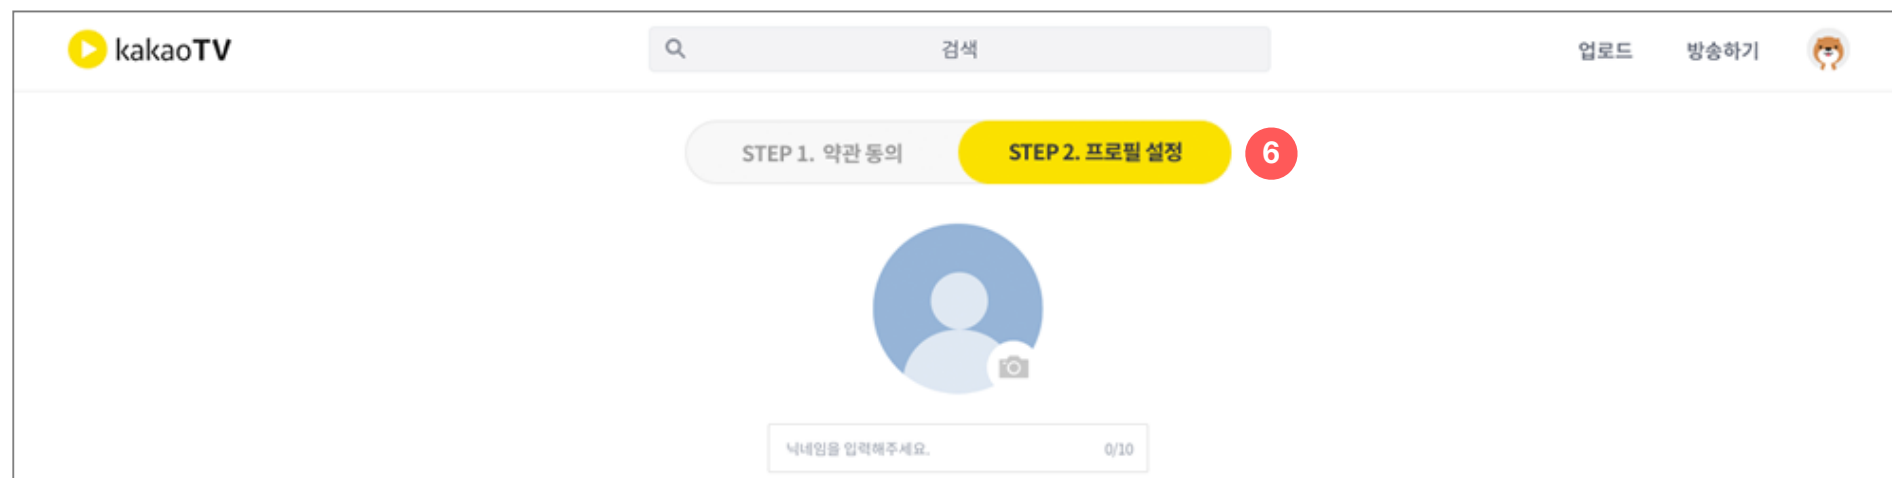 kakaoTV
검색
업로드 방송하기
STEP 1. 약관 동의 STEP 2. 프로필 설정 6
닉네임을 입력해주세요. 0/10